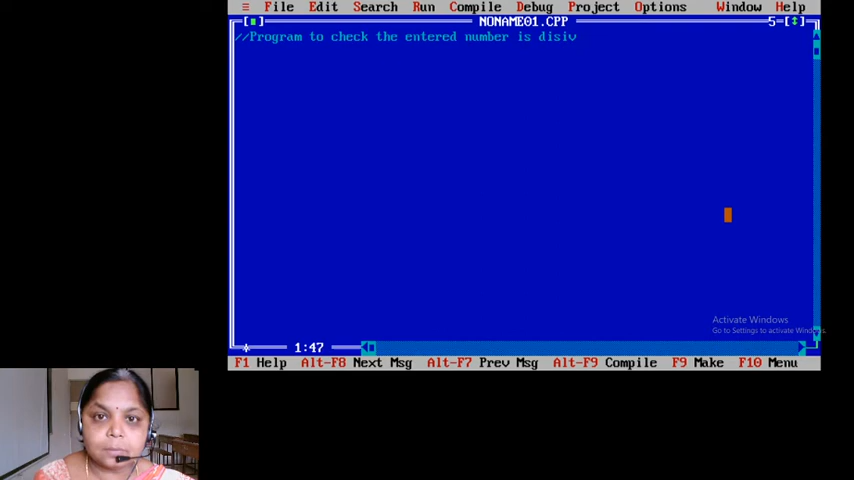 ≡ File Edit Search Run Compile Debug Project Options Window Help
[■] NONAME01.CPP 5=[↕]
//Program to check the entered number is disiv
Activate Windows
Go to Settings to activate Windows.
1:47
F1 Help Alt-F8 Next Msg Alt-F7 Prev Msg Alt-F9 Compile F9 Make F10 Menu